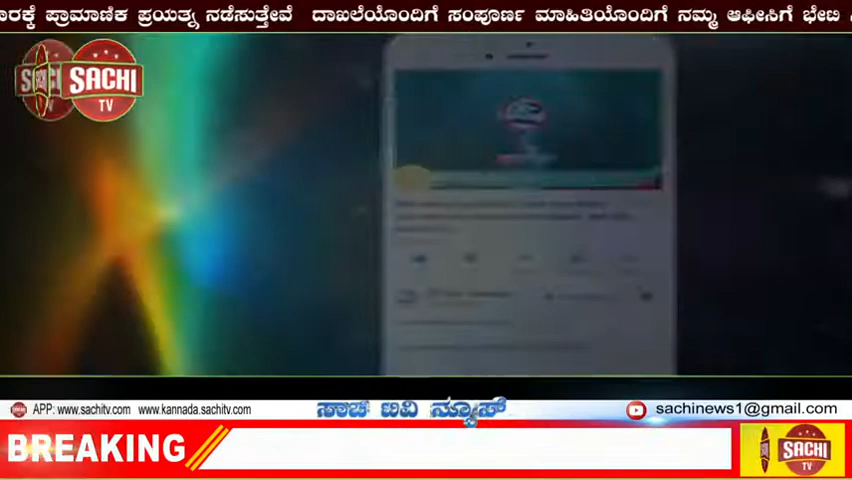 ಾರಕ್ಕೆ ಪ್ರಾಮಾಣಿಕ ಪ್ರಯತ್ನ ನಡೆಸುತ್ತೇವೆ ದಾಖಲೆಯೊಂದಿಗೆ ಸಂಪೂರ್ಣ ಮಾಹಿತಿಯೊಂದಿಗೆ ನಮ್ಮ ಆಫೀಸಿಗೆ ಭೇಟಿ
SACHI
TV
APP: www.sachitv.com www.kannada.sachitv.com
ಸಾಚಿ ಟಿವಿ ನ್ಯೂಸ್
sachinews1@gmail.com
BREAKING
SACHI
TV